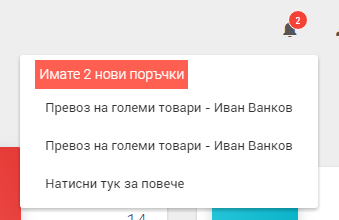 2
Имате 2 нови поръчки
Превоз на големи товари - Иван Ванков
Превоз на големи товари - Иван Ванков
Натисни тук за повече